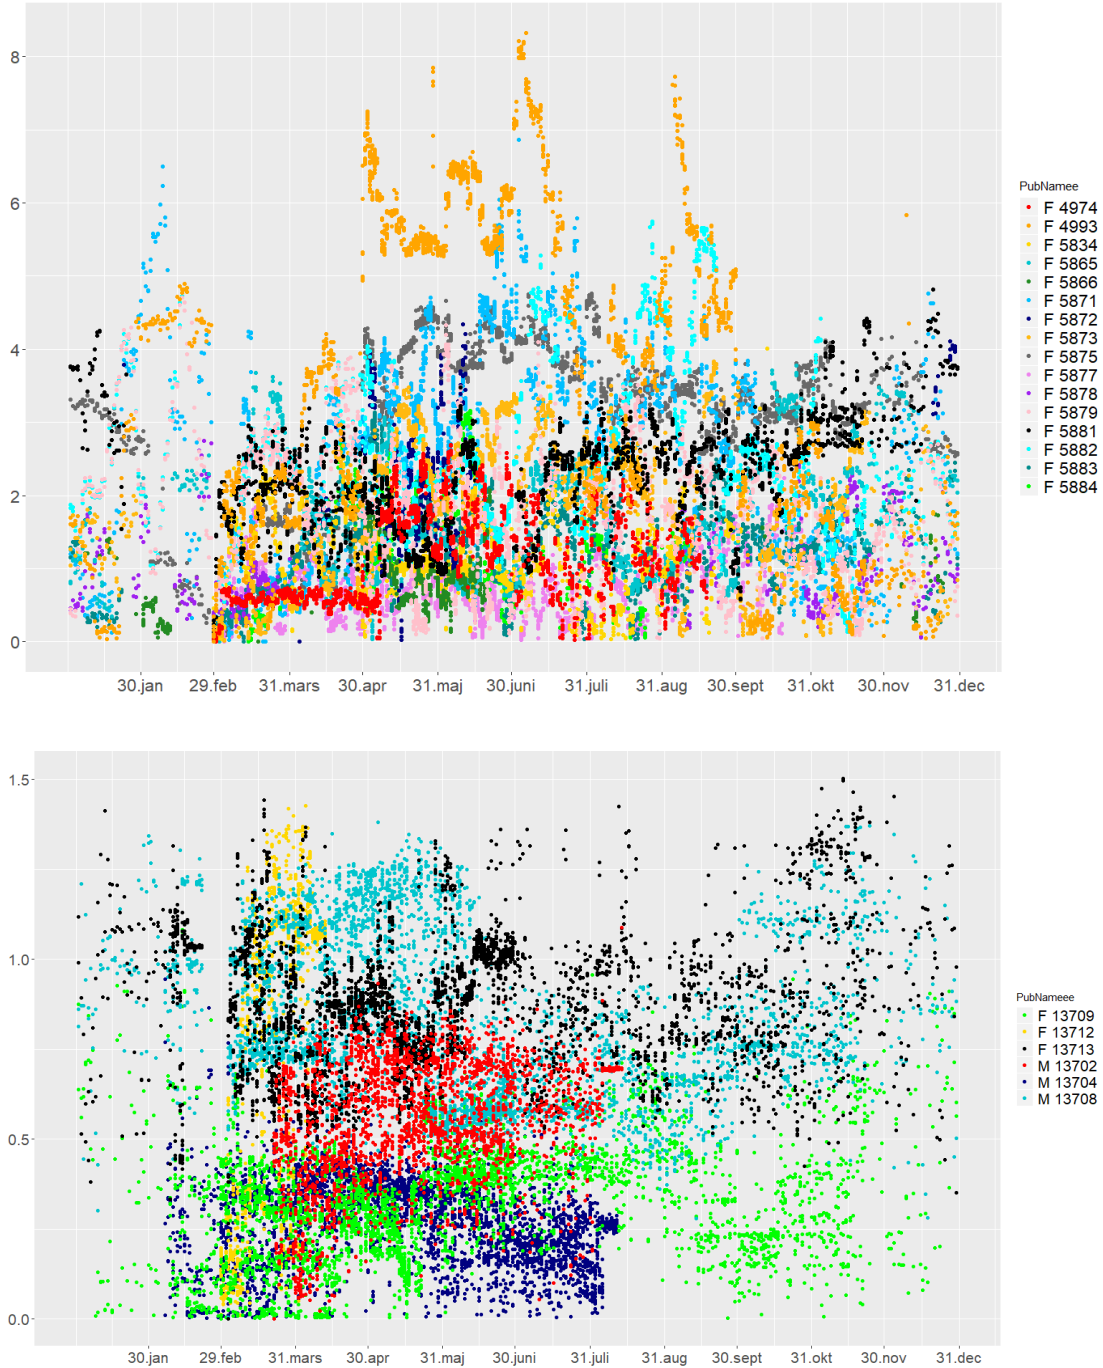 8
6
4
2
0
30.jan 29.feb 31.mars 30.apr 31.maj 30.juni 31.juli 31.aug 30.sept 31.okt 30.nov 31.dec
PubNamee
F 4974
F 4993
F 5834
F 5865
F 5866
F 5871
F 5872
F 5873
F 5875
F 5877
F 5878
F 5879
F 5881
F 5882
F 5883
F 5884
1.5
1.0
0.5
0.0
30.jan 29.feb 31.mars 30.apr 31.maj 30.juni 31.juli 31.aug 30.sept 31.okt 30.nov 31.dec
PubNameee
F 13709
F 13712
F 13713
M 13702
M 13704
M 13708